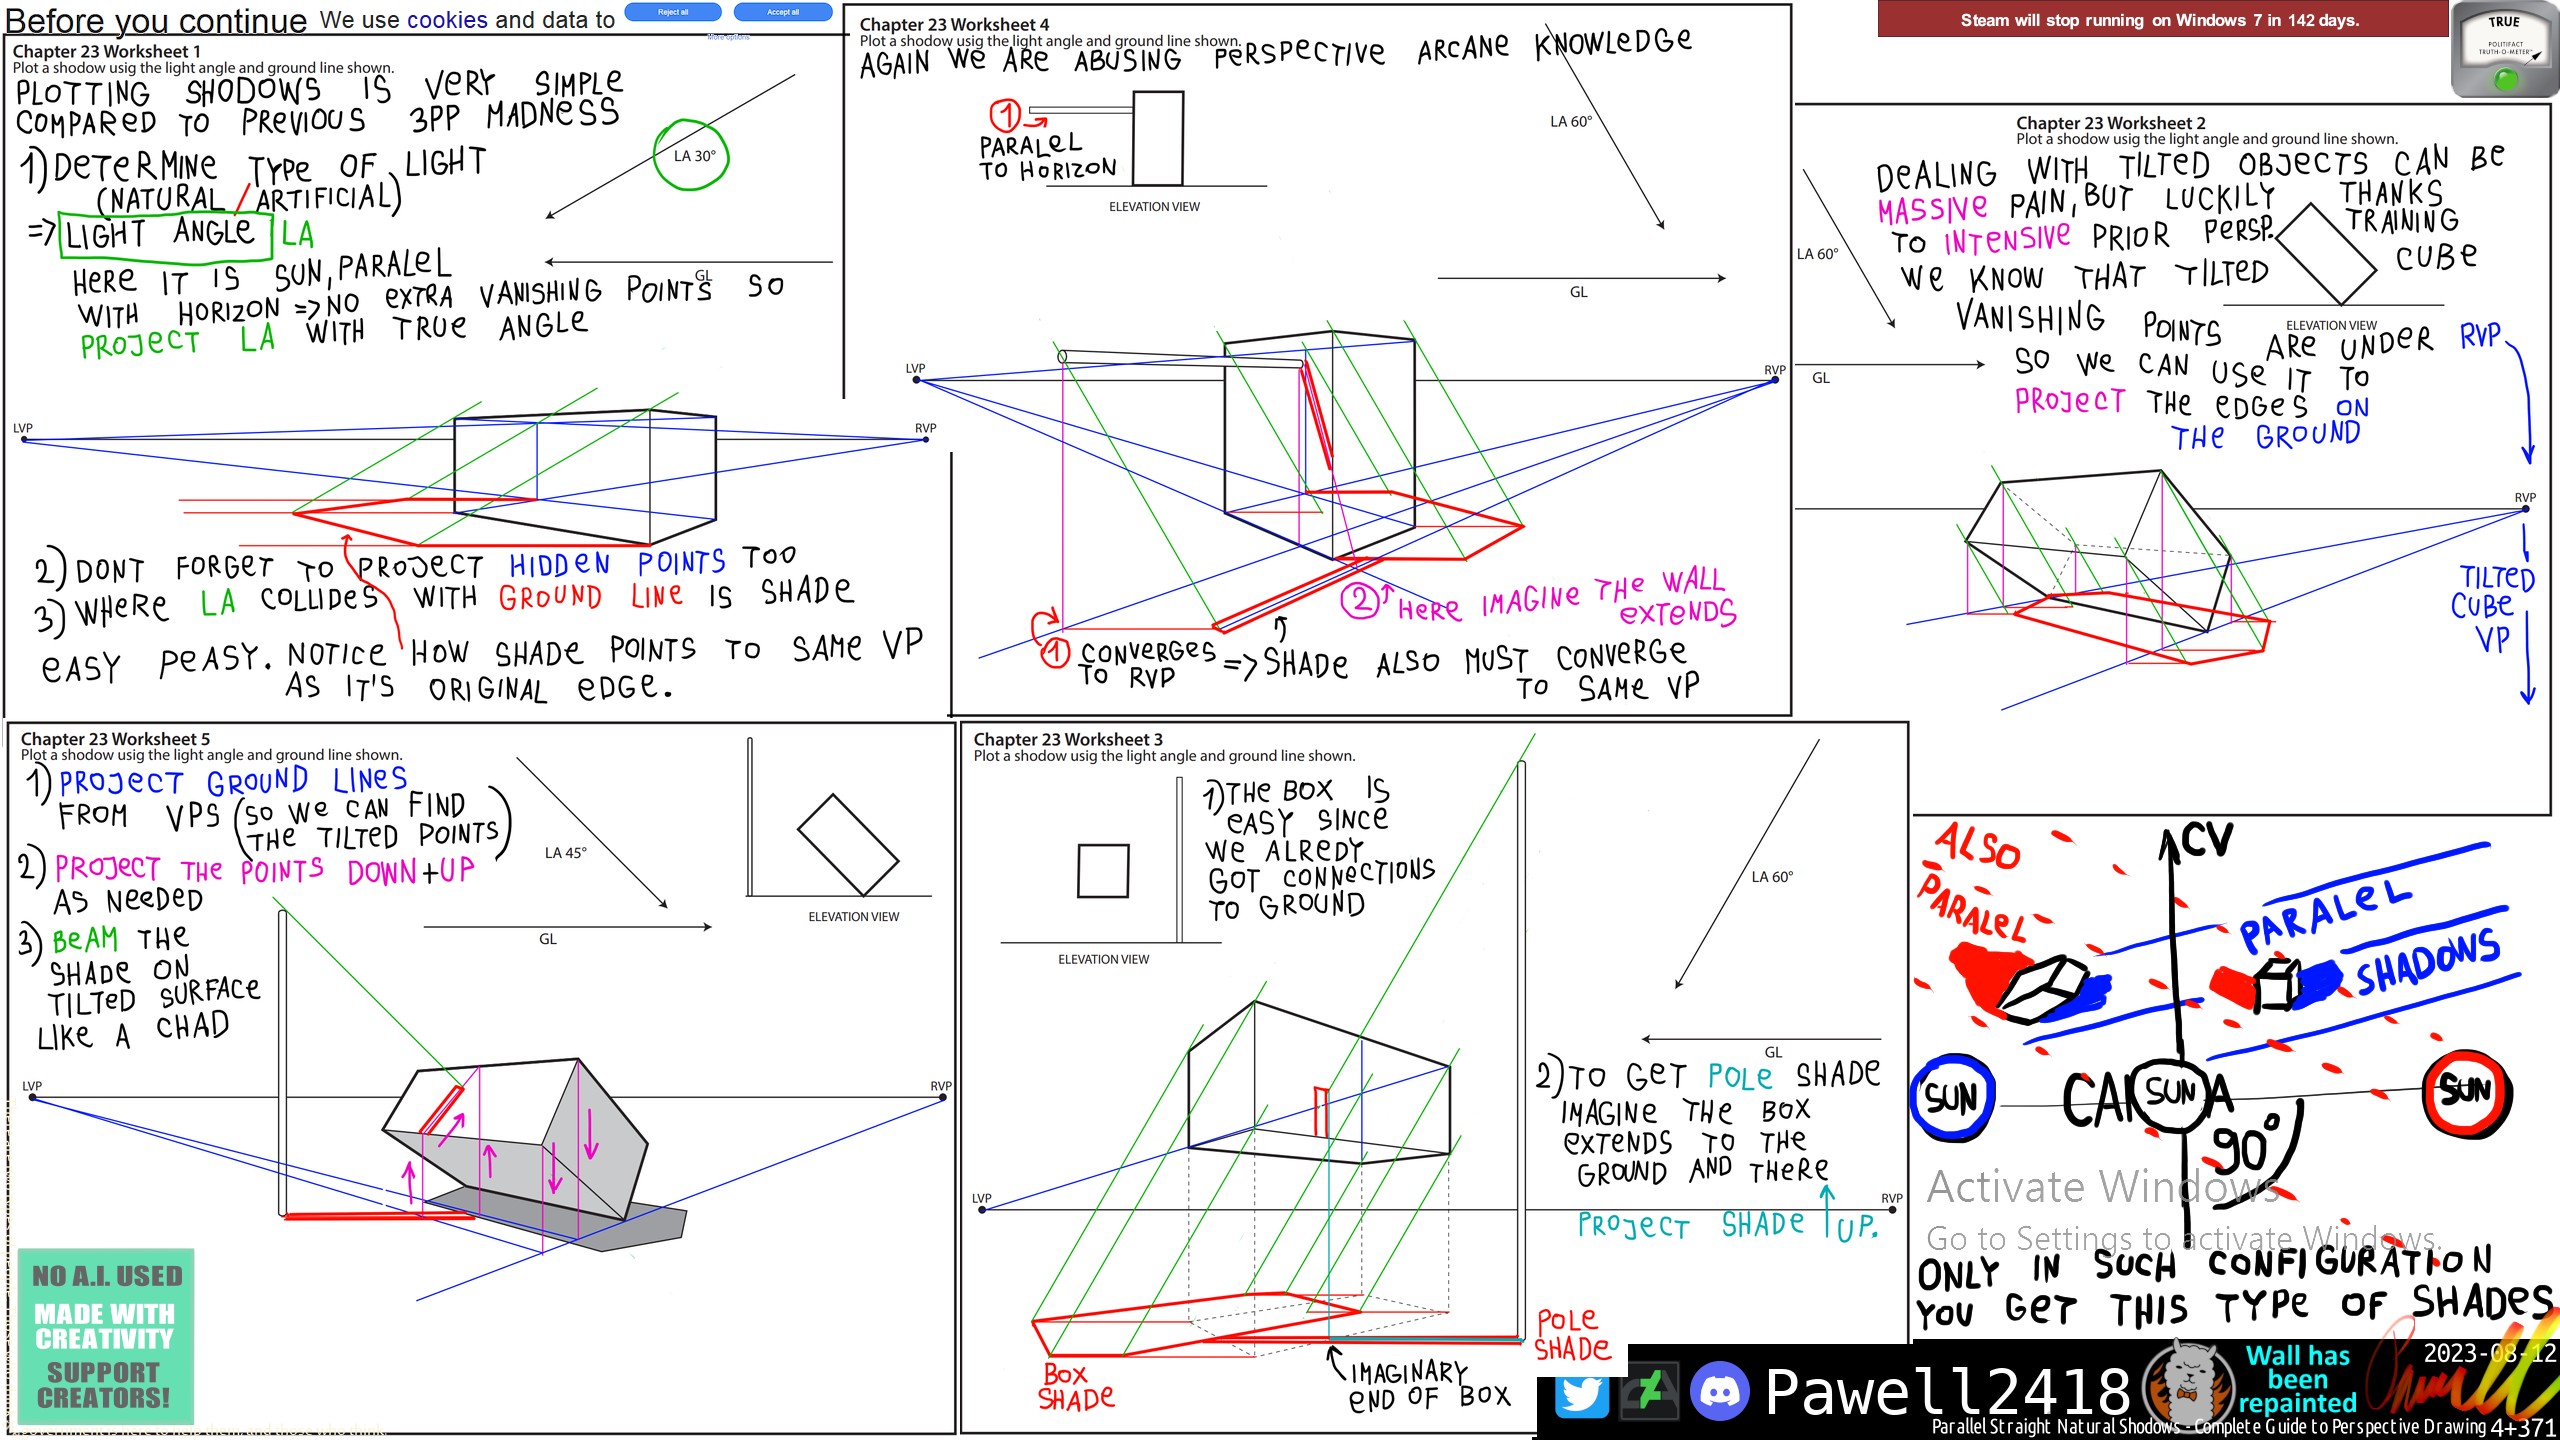 Before you continue We use cookies and data to
Reject all
Accept all
More options
Chapter 23 Worksheet 1
Plot a shadow usig the light angle and ground line shown.
PLOTTING SHODOWS IS VERY SIMPLE
COMPARED TO PREVIOUS 3PP MADNESS
1) DETERMINE TYPE OF LIGHT
(NATURAL / ARTIFICIAL)
=> LIGHT ANGLE LA
HERE IT IS SUN, PARALEL
WITH HORIZON => NO EXTRA VANISHING POINTS SO
PROJECT LA WITH TRUE ANGLE
LA 30°
GL
LVP
RVP
2) DONT FORGET TO PROJECT HIDDEN POINTS TOO
3) WHERE LA COLLIDES WITH GROUND LINE IS SHADE
EASY PEASY. NOTICE HOW SHADE POINTS TO SAME VP
AS IT'S ORIGINAL EDGE.
Chapter 23 Worksheet 4
Plot a shodow usig the light angle and ground line shown.
AGAIN WE ARE ABUSING PERSPECTIVE ARCANE KNOWLEDGE
1
PARALEL
TO HORIZON
ELEVATION VIEW
LA 60°
GL
LVP
RVP
2 HERE IMAGINE THE WALL
EXTENDS
1 CONVERGES
TO RVP
=> SHADE ALSO MUST CONVERGE
TO SAME VP
Steam will stop running on Windows 7 in 142 days.
TRUE
POLITIFACT
TRUTH-O-METER™
Chapter 23 Worksheet 2
Plot a shadow usig the light angle and ground line shown.
DEALING WITH TILTED OBJECTS CAN BE
MASSIVE PAIN, BUT LUCKILY THANKS
TO INTENSIVE PRIOR PERSP. TRAINING
WE KNOW THAT TILTED CUBE
VANISHING POINTS ARE UNDER RVP
SO WE CAN USE IT TO
PROJECT THE EDGES ON
THE GROUND
LA 60°
GL
ELEVATION VIEW
RVP
TILTED
CUBE
VP
Chapter 23 Worksheet 5
Plot a shadow usig the light angle and ground line shown.
1) PROJECT GROUND LINES
FROM VPS (SO WE CAN FIND
THE TILTED POINTS)
2) PROJECT THE POINTS DOWN+UP
AS NEEDED
3) BEAM THE
SHADE ON
TILTED SURFACE
LIKE A CHAD
LA 45°
GL
ELEVATION VIEW
LVP
RVP
NO A.I. USED
MADE WITH
CREATIVITY
SUPPORT
CREATORS!
Chapter 23 Worksheet 3
Plot a shadow usig the light angle and ground line shown.
1) THE BOX IS
EASY SINCE
WE ALREDY
GOT CONNECTIONS
TO GROUND
ELEVATION VIEW
LA 60°
GL
2) TO GET POLE SHADE
IMAGINE THE BOX
EXTENDS TO THE
GROUND AND THERE
PROJECT SHADE UP.
LVP
RVP
POLE
SHADE
BOX
SHADE
IMAGINARY
END OF BOX
ALSO
PARALEL
CV
PARALEL
SHADOWS
SUN
SUN
SUN
90°
Activate Windows
Go to Settings to activate Windows.
ONLY IN SUCH CONFIGURATION
YOU GET THIS TYPE OF SHADES
Pawell2418
Wall has
been
repainted
2023-08-12
Parallel Straight Natural Shodows - Complete Guide to Perspective Drawing 4+371